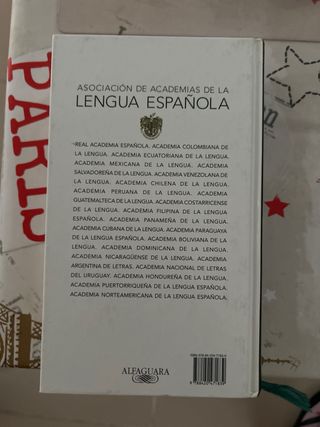 ASOCIACIÓN DE ACADEMIAS DE LA
LENGUA ESPAÑOLA
REAL ACADEMIA ESPAÑOLA. ACADEMIA COLOMBIANA DE
LA LENGUA. ACADEMIA ECUATORIANA DE LA LENGUA.
ACADEMIA MEXICANA DE LA LENGUA. ACADEMIA
SALVADOREÑA DE LA LENGUA. ACADEMIA VENEZOLANA DE
LA LENGUA. ACADEMIA CHILENA DE LA LENGUA.
ACADEMIA PERUANA DE LA LENGUA. ACADEMIA
GUATEMALTECA DE LA LENGUA. ACADEMIA COSTARRICENSE
DE LA LENGUA. ACADEMIA FILIPINA DE LA LENGUA
ESPAÑOLA. ACADEMIA PANAMEÑA DE LA LENGUA.
ACADEMIA CUBANA DE LA LENGUA. ACADEMIA PARAGUAYA
DE LA LENGUA ESPAÑOLA. ACADEMIA BOLIVIANA DE LA
LENGUA. ACADEMIA DOMINICANA DE LA LENGUA.
ACADEMIA NICARAGÜENSE DE LA LENGUA. ACADEMIA
ARGENTINA DE LETRAS. ACADEMIA NACIONAL DE LETRAS
DEL URUGUAY. ACADEMIA HONDUREÑA DE LA LENGUA.
ACADEMIA PUERTORRIQUEÑA DE LA LENGUA ESPAÑOLA.
ACADEMIA NORTEAMERICANA DE LA LENGUA ESPAÑOLA.
ALFAGUARA
PARIS